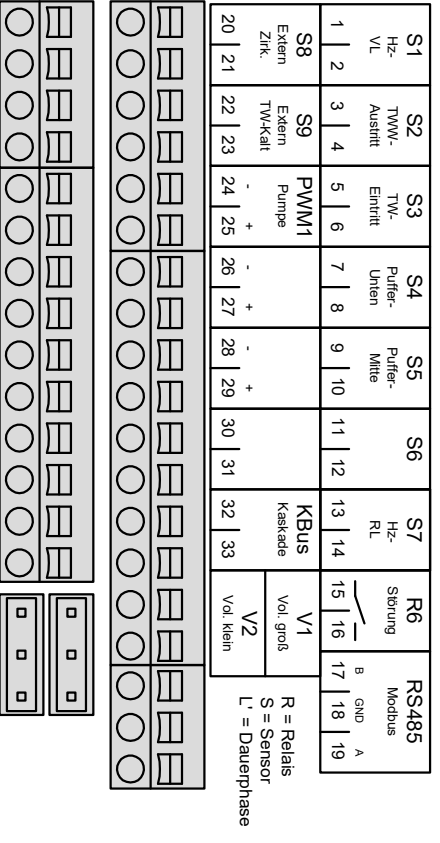 S1 S2 S3 S4 S5 S6 S7 R6 RS485
Hz- TWW- TW- Puffer- Puffer- Hz- Störung Modbus
VL Austritt Eintritt Unten Mitte RL
B GND A
1 2 3 4 5 6 7 8 9 10 11 12 13 14 15 16 17 18 19
S8 S9 PWM1 KBus V1
Extern Extern Pumpe Kaskade Vol. groß
Zirk. TW-Kalt
- + - + - +
V2
Vol. klein
20 21 22 23 24 25 26 27 28 29 30 31 32 33
R = Relais
S = Sensor
L' = Dauerphase